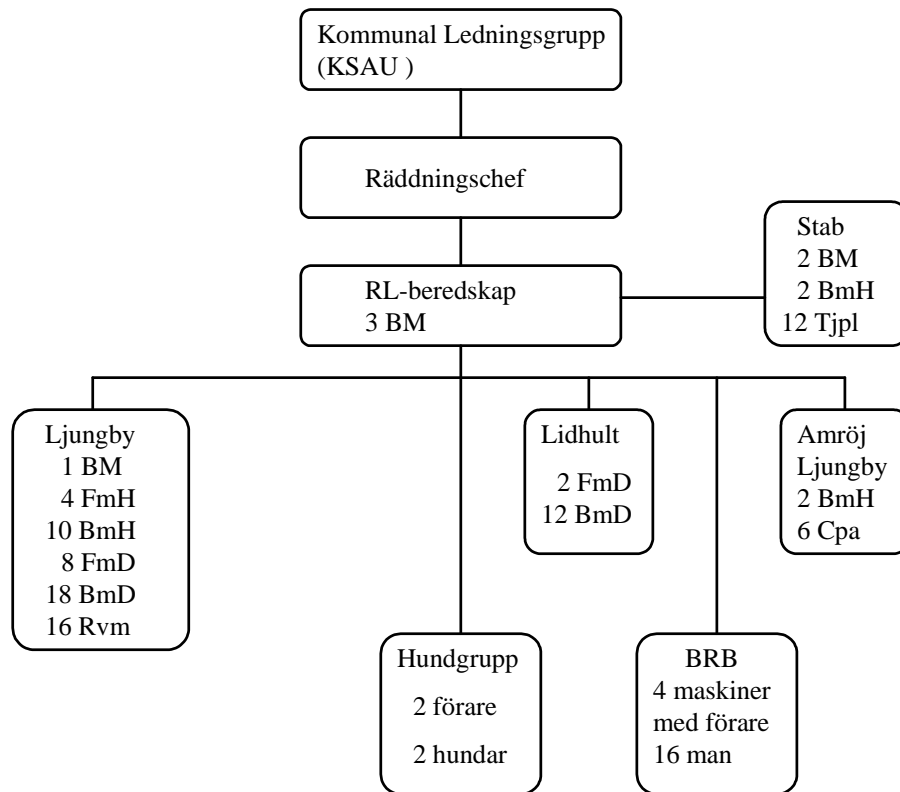 Kommunal Ledningsgrupp
(KSAU )
Räddningschef
Stab
2 BM
2 BmH
12 Tjpl
RL-beredskap
3 BM
Ljungby
1 BM
4 FmH
10 BmH
8 FmD
18 BmD
16 Rvm
Lidhult
2 FmD
12 BmD
Amröj
Ljungby
2 BmH
6 Cpa
Hundgrupp
2 förare
2 hundar
BRB
4 maskiner
med förare
16 man